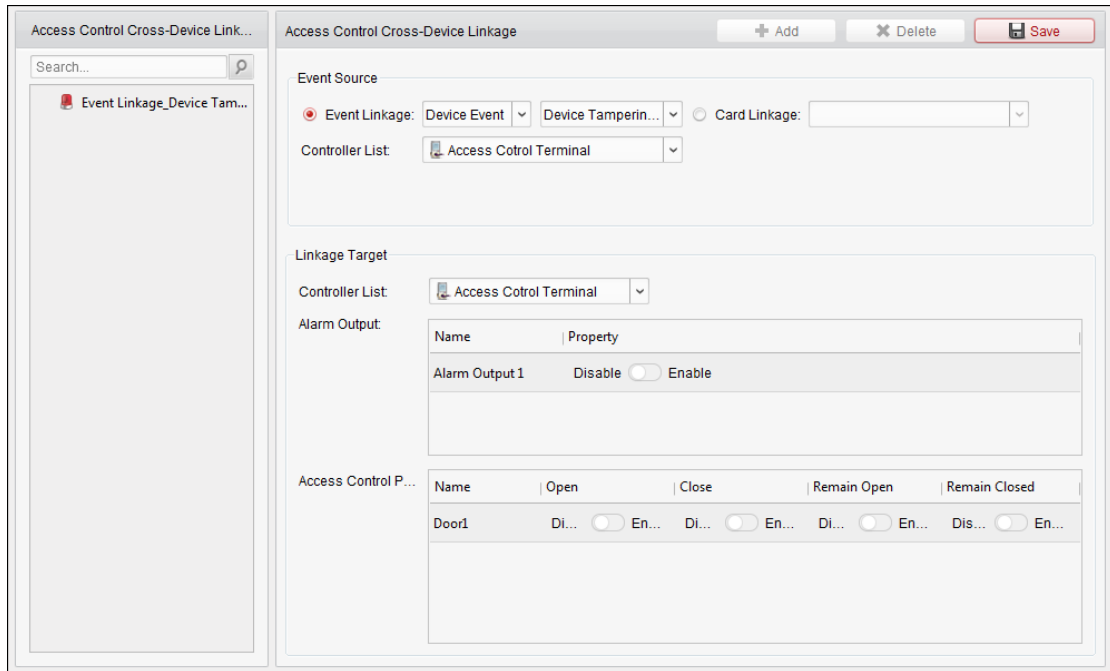 Access Control Cross-Device Link...
Search...
Event Linkage_Device Tam...
Access Control Cross-Device Linkage
Add
Delete
Save
Event Source
Event Linkage: Device Event Device Tamperin... Card Linkage:
Controller List: Access Cotrol Terminal
Linkage Target
Controller List: Access Cotrol Terminal
Alarm Output:
Name Property
Alarm Output 1 Disable Enable
Access Control P...
Name Open Close Remain Open Remain Closed
Door1 Di... En... Di... En... Di... En... Dis... En...